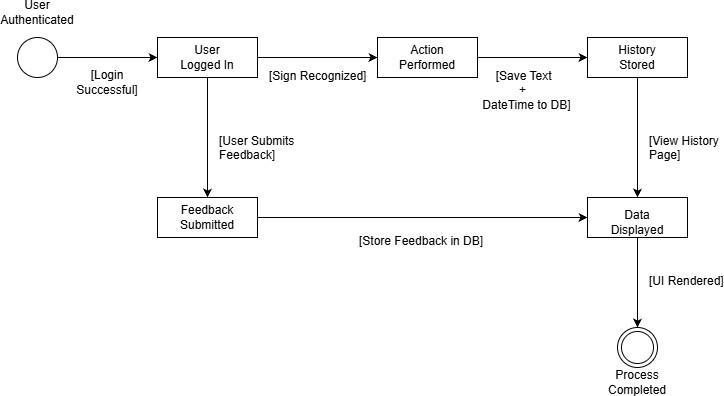 User
Authenticated
[Login
Successful]
User
Logged In
[Sign Recognized]
Action
Performed
[Save Text
+
DateTime to DB]
History
Stored
[User Submits
Feedback]
[View History
Page]
Feedback
Submitted
[Store Feedback in DB]
Data
Displayed
[UI Rendered]
Process
Completed